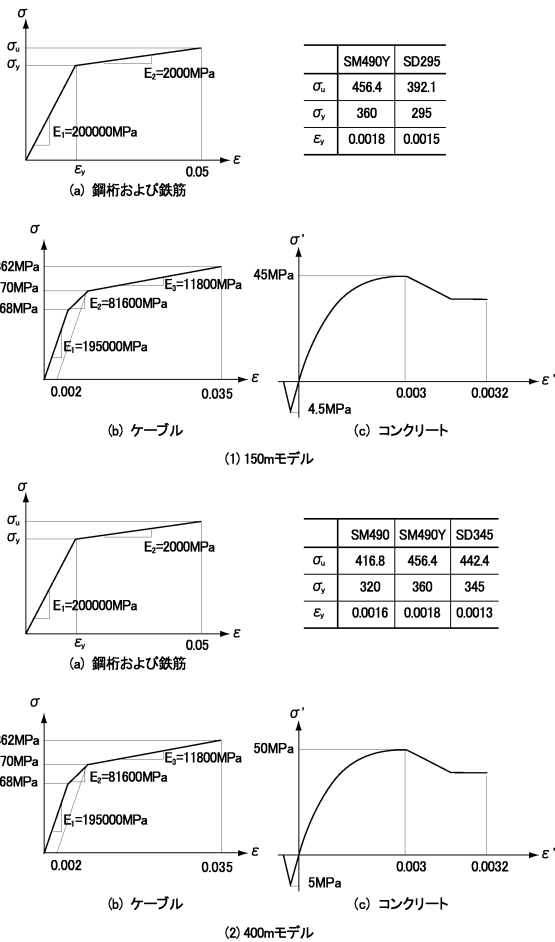 σ
σu
σy
E2=2000MPa
E1=200000MPa
εy
0.05
ε
(a) 鋼桁および鉄筋
SM490Y SD295
σu 456.4 392.1
σy 360 295
εy 0.0018 0.0015
σ
362MPa
70MPa
68MPa
E3=11800MPa
E2=81600MPa
E1=195000MPa
0.002
0.035
ε
(b) ケーブル
σ'
45MPa
4.5MPa
0.003
0.0032
ε'
(c) コンクリート
(1) 150mモデル
σ
σu
σy
E2=2000MPa
E1=200000MPa
εy
0.05
ε
(a) 鋼桁および鉄筋
SM490 SM490Y SD345
σu 416.8 456.4 442.4
σy 320 360 345
εy 0.0016 0.0018 0.0013
σ
362MPa
70MPa
68MPa
E3=11800MPa
E2=81600MPa
E1=195000MPa
0.002
0.035
ε
(b) ケーブル
σ'
50MPa
5MPa
0.003
0.0032
ε'
(c) コンクリート
(2) 400mモデル